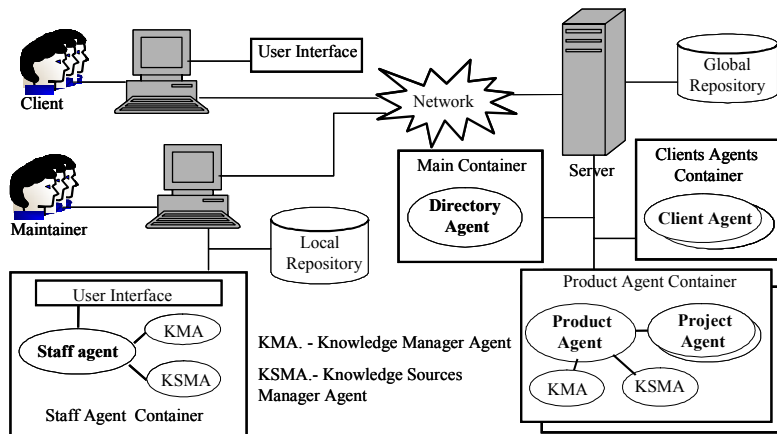 User Interface
Client
Network
Global
Repository
Server
Maintainer
Local
Repository
Main Container
Directory
Agent
Clients Agents
Container
Client Agent
User Interface
Staff agent
KMA
KSMA
Staff Agent Container
KMA. - Knowledge Manager Agent
KSMA.- Knowledge Sources
Manager Agent
Product Agent Container
Product
Agent
Project
Agent
KMA
KSMA